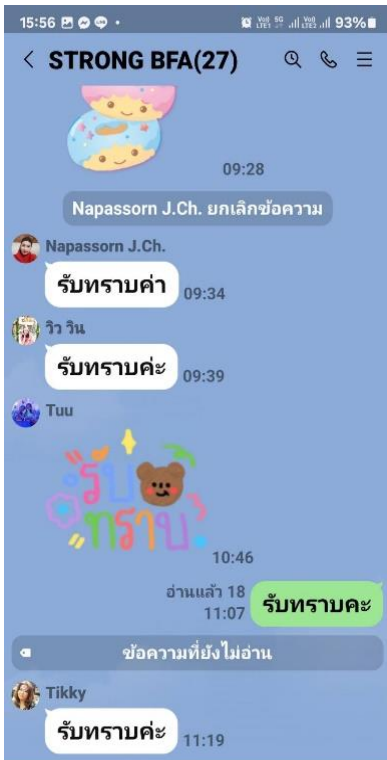 15:56 93%
STRONG BFA(27)
09:28
Napassorn J.Ch. ยกเลิกข้อความ
Napassorn J.Ch.
รับทราบค่า
09:34
วิว วิน
รับทราบค่ะ
09:39
Tuu
รับ
ทราบ
10:46
อ่านแล้ว 18
11:07
รับทราบคะ
ข้อความที่ยังไม่อ่าน
Tikky
รับทราบค่ะ
11:19